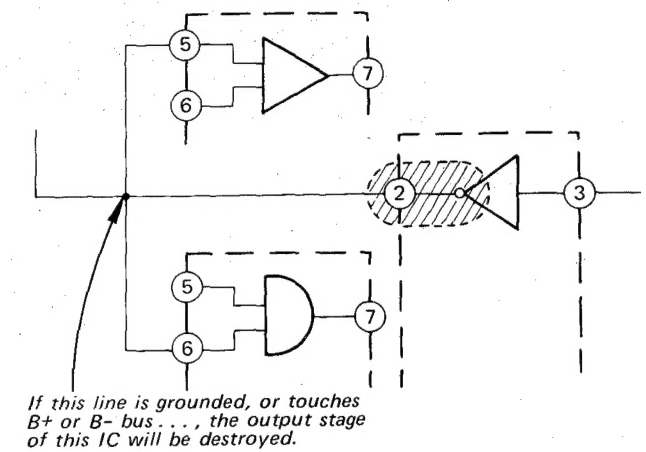 5
7
6
2
3
5
7
6
If this line is grounded, or touches
B+ or B- bus . . . , the output stage
of this IC will be destroyed.